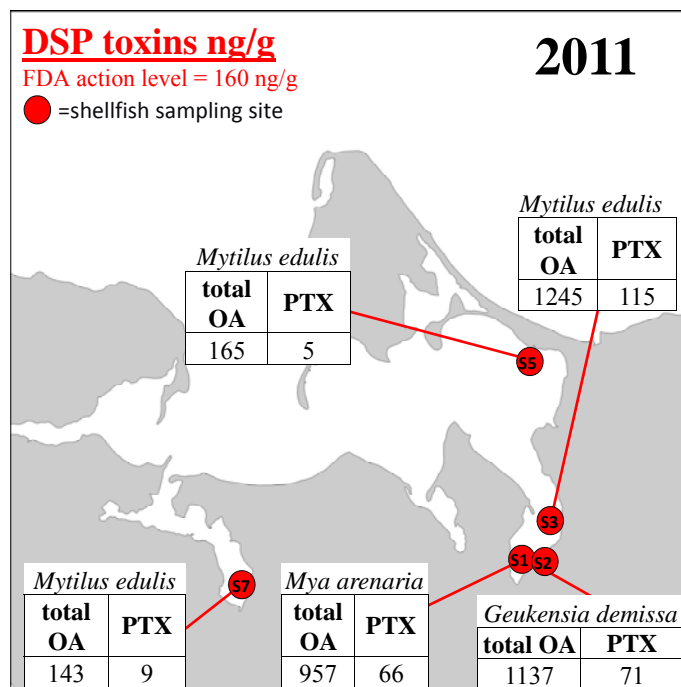 DSP toxins ng/g
FDA action level = 160 ng/g
=shellfish sampling site
2011
Mytilus edulis
total OA PTX
1245 115
Mytilus edulis
total OA PTX
165 5
S5
S3
S1 S2
S7
Mytilus edulis
total OA PTX
143 9
Mya arenaria
total OA PTX
957 66
Geukensia demissa
total OA PTX
1137 71